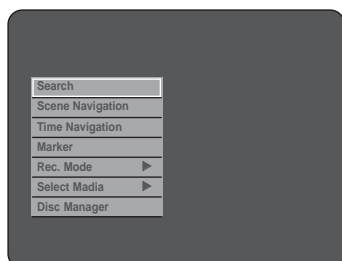 Search
Scene Navigation
Time Navigation
Marker
Rec. Mode
Select Madia
Disc Manager